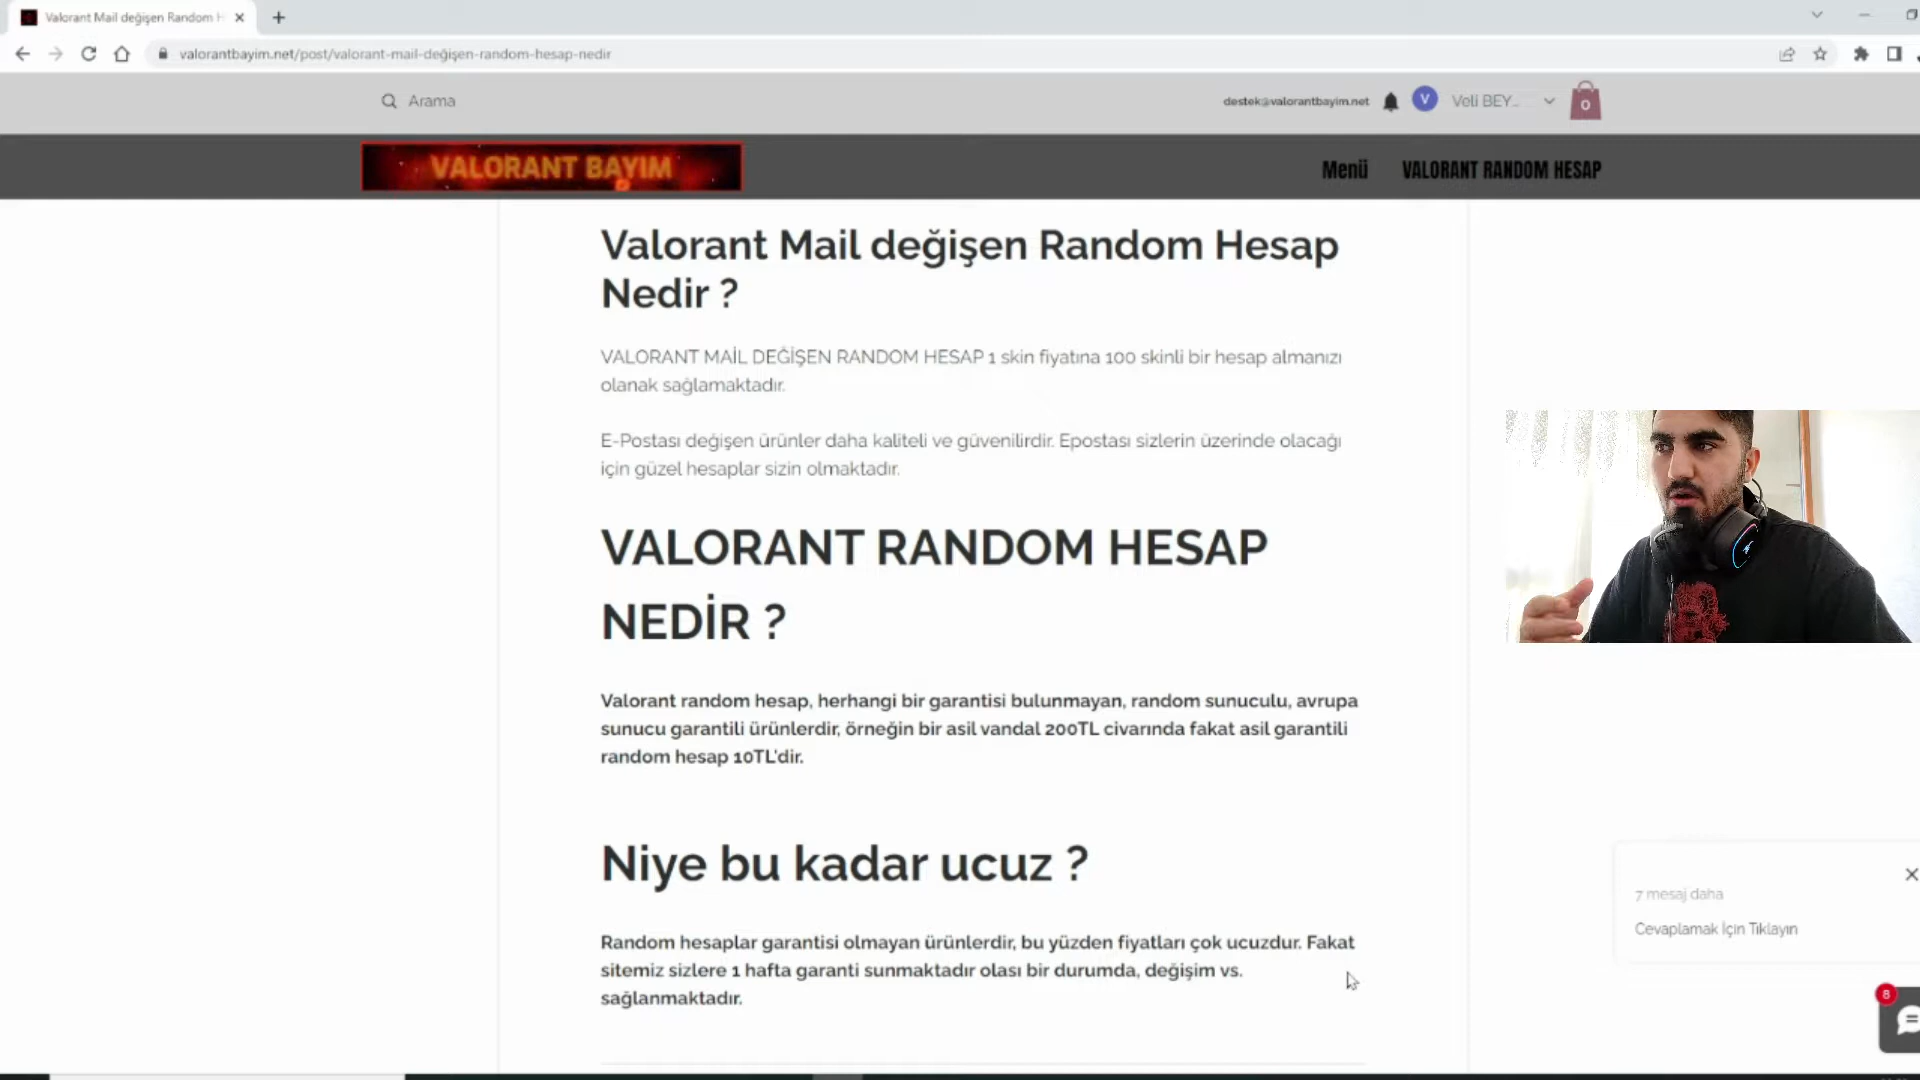 Valorant Mail değişen Random H
valorantbayim.net/post/valorant-mail-değişen-random-hesap-nedir
Arama
destek@valorantbayim.net
V
Veli BEY...
0
VALORANT BAYIM
Menü
VALORANT RANDOM HESAP
Valorant Mail değişen Random Hesap
Nedir ?
VALORANT MAİL DEĞİŞEN RANDOM HESAP 1 skin fiyatına 100 skinli bir hesap almanızı
olanak sağlamaktadır.
E-Postası değişen ürünler daha kaliteli ve güvenilirdir. Epostası sizlerin üzerinde olacağı
için güzel hesaplar sizin olmaktadır.
VALORANT RANDOM HESAP
NEDİR ?
Valorant random hesap, herhangi bir garantisi bulunmayan, random sunuculu, avrupa
sunucu garantili ürünlerdir, örneğin bir asil vandal 200TL civarında fakat asil garantili
random hesap 10TL'dir.
Niye bu kadar ucuz ?
Random hesaplar garantisi olmayan ürünlerdir, bu yüzden fiyatları çok ucuzdur. Fakat
sitemiz sizlere 1 hafta garanti sunmaktadır olası bir durumda, değişim vs.
sağlanmaktadır.
7 mesaj daha
Cevaplamak İçin Tıklayın
8